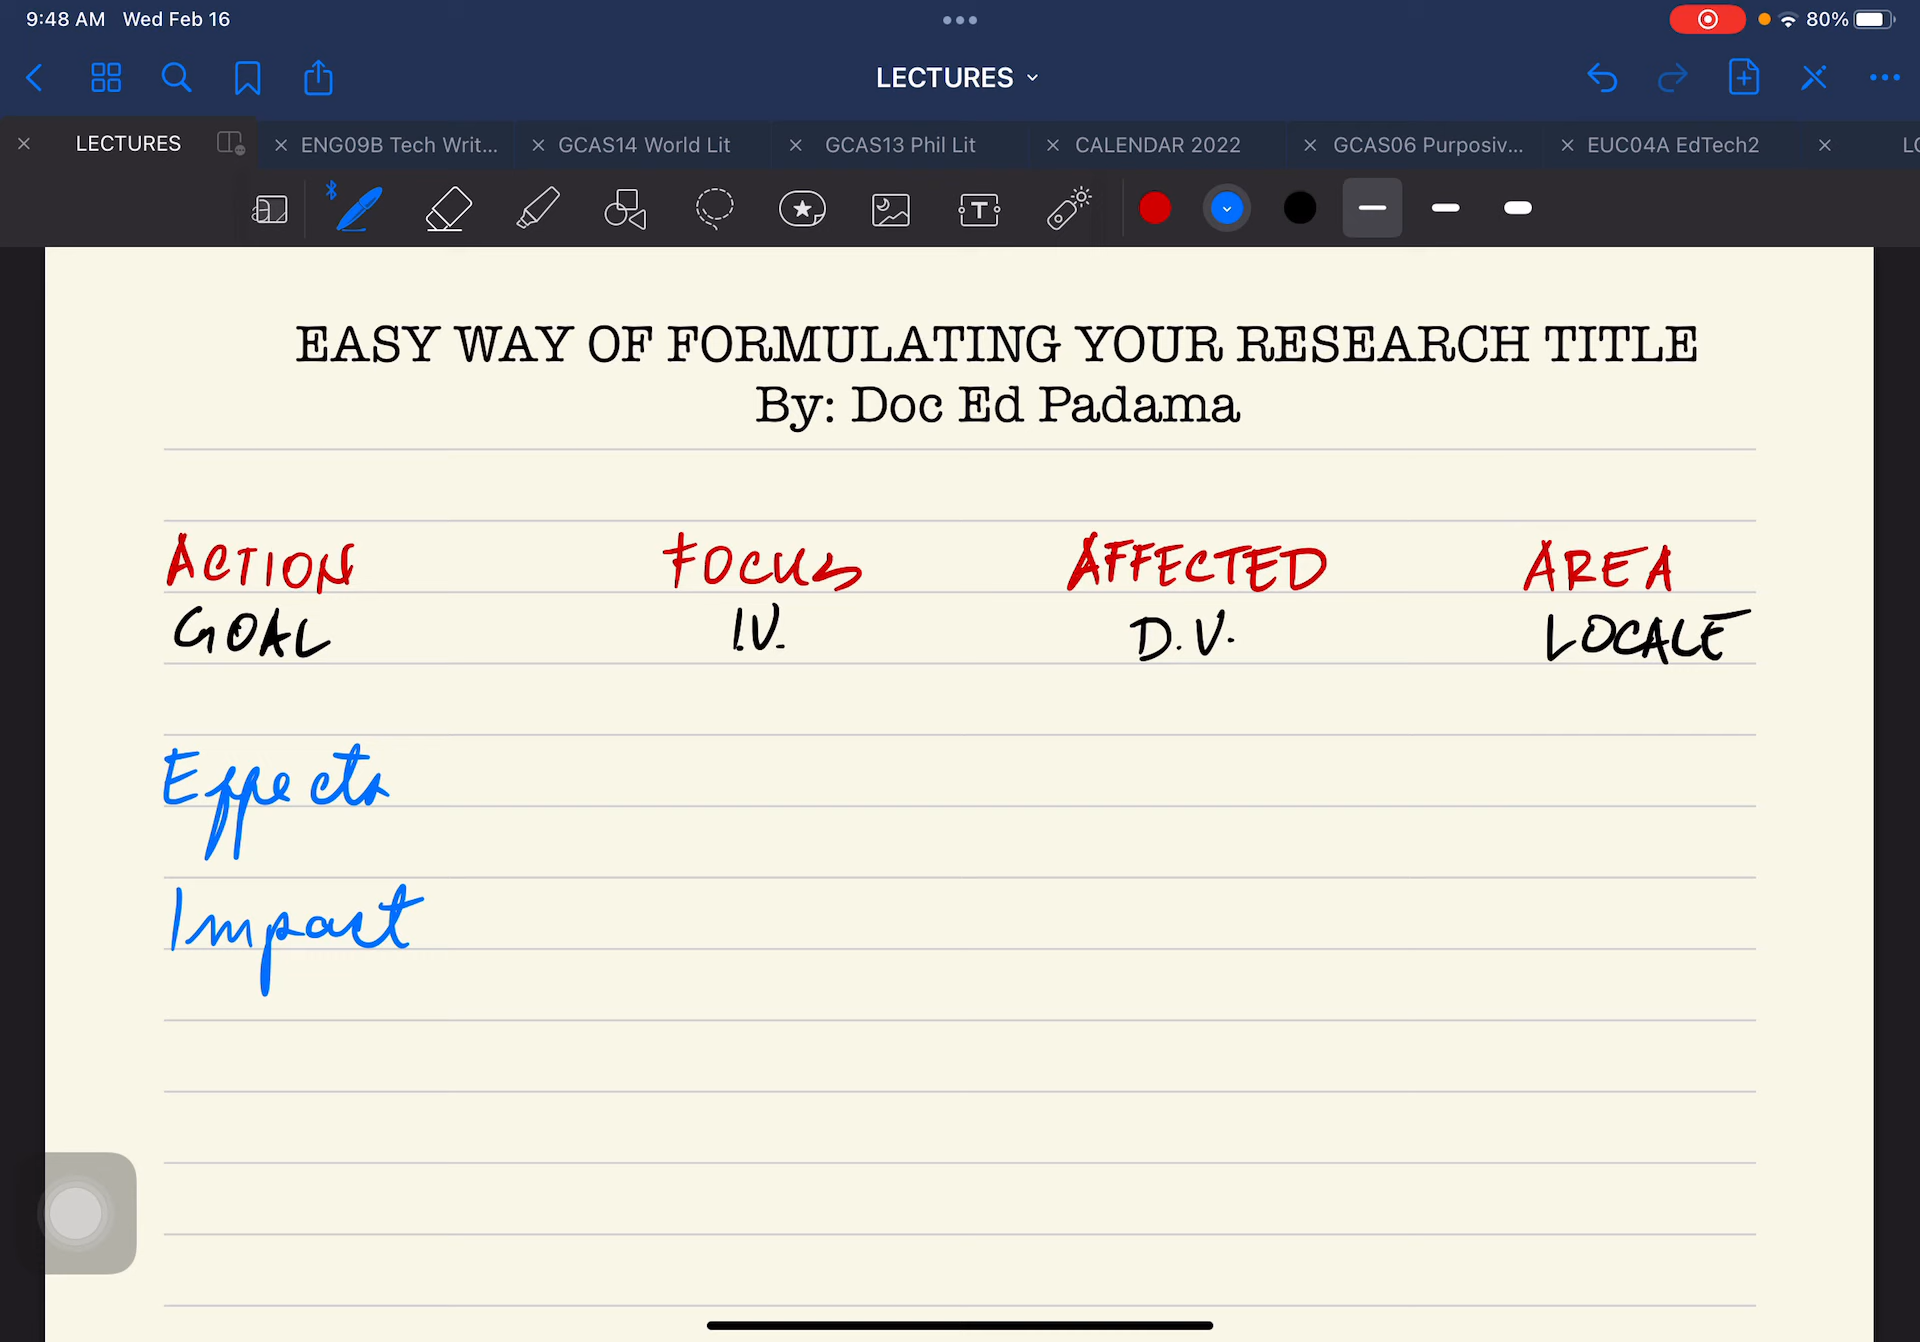 9:48 AM Wed Feb 16 80%
LECTURES
LECTURES ENG09B Tech Writ... GCAS14 World Lit GCAS13 Phil Lit CALENDAR 2022 GCAS06 Purposiv... EUC04A EdTech2
EASY WAY OF FORMULATING YOUR RESEARCH TITLE
By: Doc Ed Padama
ACTION FOCUS AFFECTED AREA
GOAL I.V. D.V. LOCALE
Effects
Impact